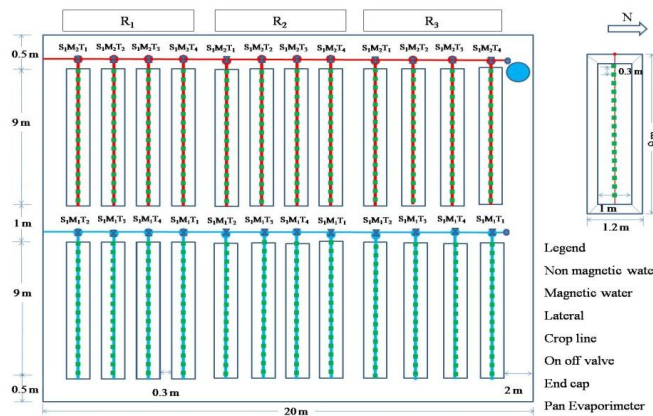 R₁ R₂ R₃ N
0.5 m
S₁M₂T₁ S₁M₂T₂ S₁M₂T₃ S₁M₂T₄ S₁M₂T₁ S₁M₂T₂ S₁M₂T₃ S₁M₂T₄ S₁M₂T₁ S₁M₂T₂ S₁M₂T₃ S₁M₂T₄
0.3 m
9 m
1 m
1.2 m
1 m
S₁M₁T₂ S₁M₁T₃ S₁M₁T₄ S₁M₁T₁ S₁M₁T₂ S₁M₁T₃ S₁M₁T₄ S₁M₁T₁ S₁M₁T₂ S₁M₁T₃ S₁M₁T₄ S₁M₁T₁
9 m
0.5 m
0.3 m
2 m
20 m
Legend
Non magnetic wate
Magnetic water
Lateral
Crop line
On off valve
End cap
Pan Evaporimeter